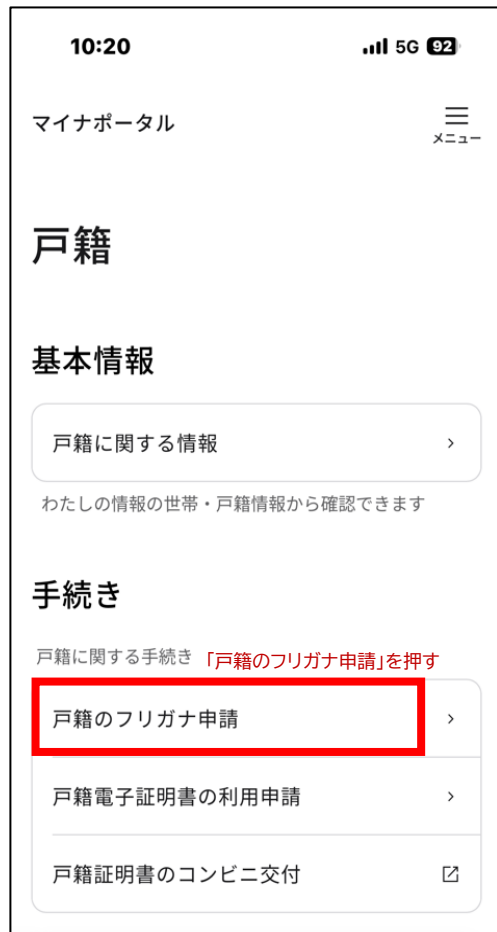 10:20
5G 92
マイナポータル
メニュー
戸籍
基本情報
戸籍に関する情報
わたしの情報の世帯・戸籍情報から確認できます
手続き
戸籍に関する手続き 「戸籍のフリガナ申請」を押す
戸籍のフリガナ申請
戸籍電子証明書の利用申請
戸籍証明書のコンビニ交付